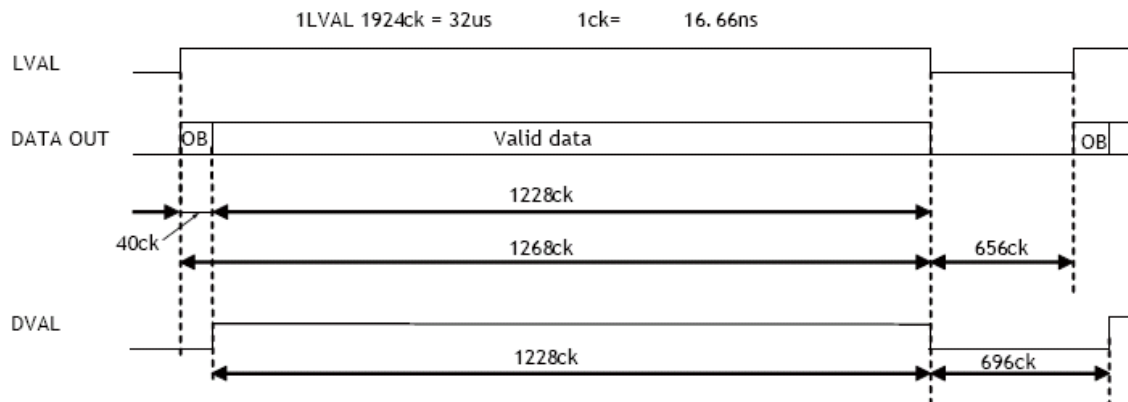 1LVAL 1924ck = 32us 1ck= 16.66ns
LVAL
DATA OUT OB Valid data OB
1228ck
40ck
1268ck 656ck
DVAL
1228ck 696ck